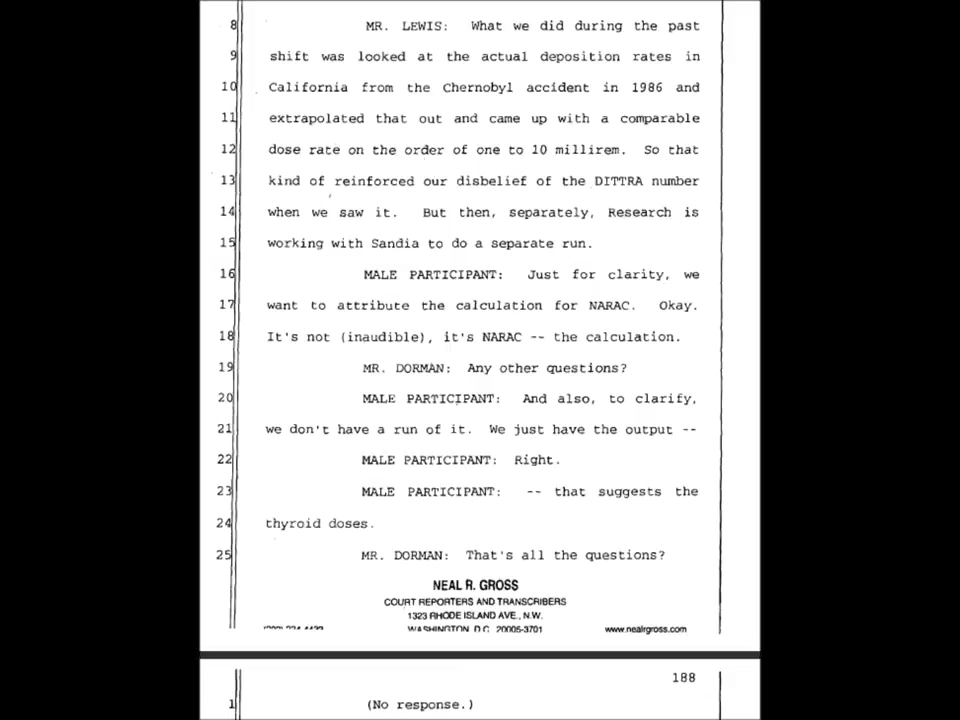 8 MR. LEWIS: What we did during the past
9 shift was looked at the actual deposition rates in
10 California from the Chernobyl accident in 1986 and
11 extrapolated that out and came up with a comparable
12 dose rate on the order of one to 10 millirem. So that
13 kind of reinforced our disbelief of the DITTRA number
14 when we saw it. But then, separately, Research is
15 working with Sandia to do a separate run.
16 MALE PARTICIPANT: Just for clarity, we
17 want to attribute the calculation for NARAC. Okay.
18 It's not (inaudible), it's NARAC -- the calculation.
19 MR. DORMAN: Any other questions?
20 MALE PARTICIPANT: And also, to clarify,
21 we don't have a run of it. We just have the output --
22 MALE PARTICIPANT: Right.
23 MALE PARTICIPANT: -- that suggests the
24 thyroid doses.
25 MR. DORMAN: That's all the questions?
NEAL R. GROSS
COURT REPORTERS AND TRANSCRIBERS
1323 RHODE ISLAND AVE., N.W.
WASHINGTON, D.C. 20005-3701 www.nealrgross.com
188
1 (No response.)